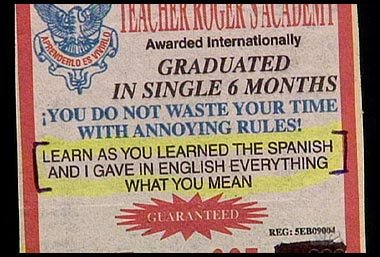 TEACHER ROGER'S ACADEMY
APRENDERLO ES VIVIRLO
Awarded Internationally
GRADUATED
IN SINGLE 6 MONTHS
¡YOU DO NOT WASTE YOUR TIME
WITH ANNOYING RULES!
LEARN AS YOU LEARNED THE SPANISH
AND I GAVE IN ENGLISH EVERYTHING
WHAT YOU MEAN
GUARANTEED
REG: 5EB09004